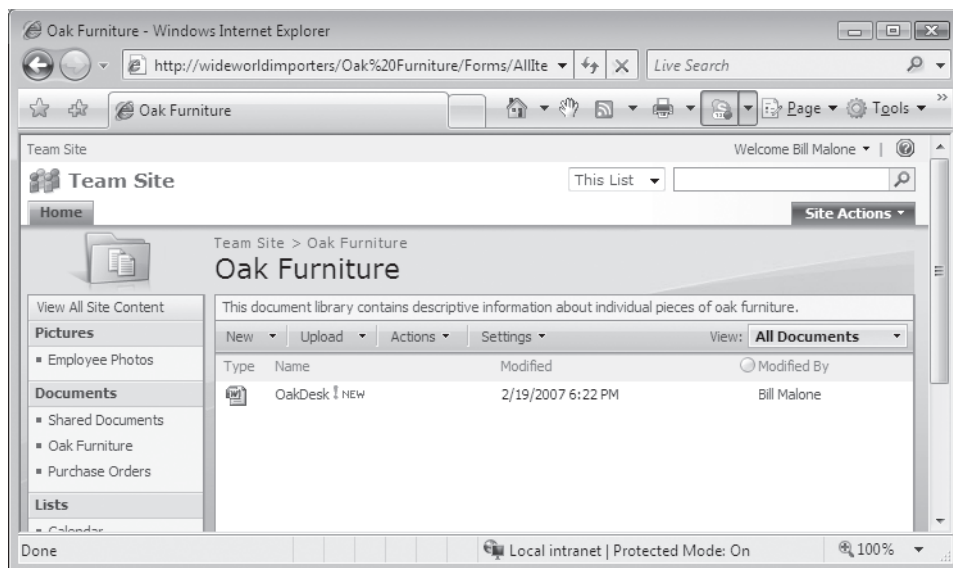 Oak Furniture - Windows Internet Explorer
http://wideworldimporters/Oak%20Furniture/Forms/AllIte
Live Search
Oak Furniture
Page
Tools
Team Site
Welcome Bill Malone
Team Site
This List
Home
Site Actions
Team Site > Oak Furniture
Oak Furniture
View All Site Content
This document library contains descriptive information about individual pieces of oak furniture.
Pictures
New Upload Actions Settings View: All Documents
Employee Photos
Type Name Modified Modified By
Documents
OakDesk ! NEW 2/19/2007 6:22 PM Bill Malone
Shared Documents
Oak Furniture
Purchase Orders
Lists
Calendar
Done
Local intranet | Protected Mode: On
100%